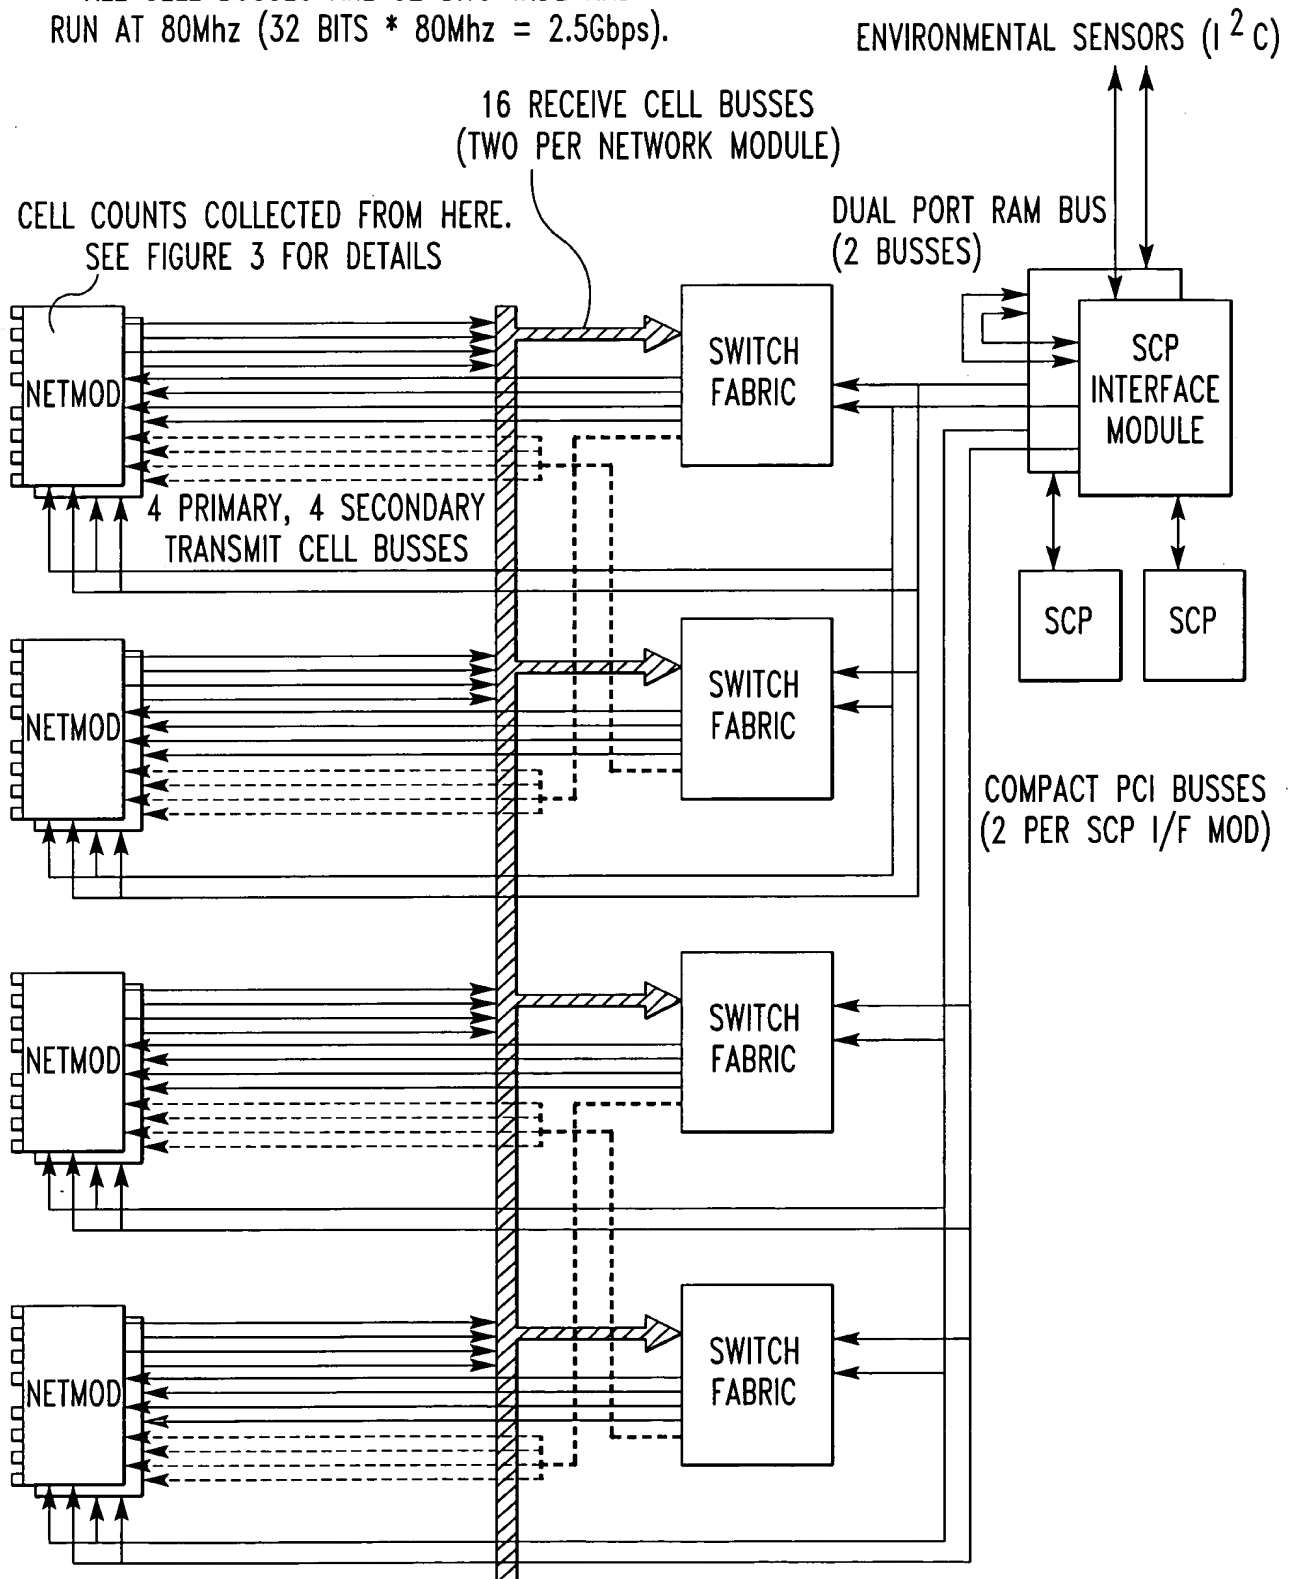 RUN AT 80Mhz (32 BITS * 80Mhz = 2.5Gbps).
ENVIRONMENTAL SENSORS (I 2 C)
16 RECEIVE CELL BUSSES
(TWO PER NETWORK MODULE)
CELL COUNTS COLLECTED FROM HERE.
SEE FIGURE 3 FOR DETAILS
DUAL PORT RAM BUS
(2 BUSSES)
NETMOD
SWITCH
FABRIC
SCP
INTERFACE
MODULE
4 PRIMARY, 4 SECONDARY
TRANSMIT CELL BUSSES
SCP
SCP
NETMOD
SWITCH
FABRIC
COMPACT PCI BUSSES
(2 PER SCP I/F MOD)
NETMOD
SWITCH
FABRIC
NETMOD
SWITCH
FABRIC